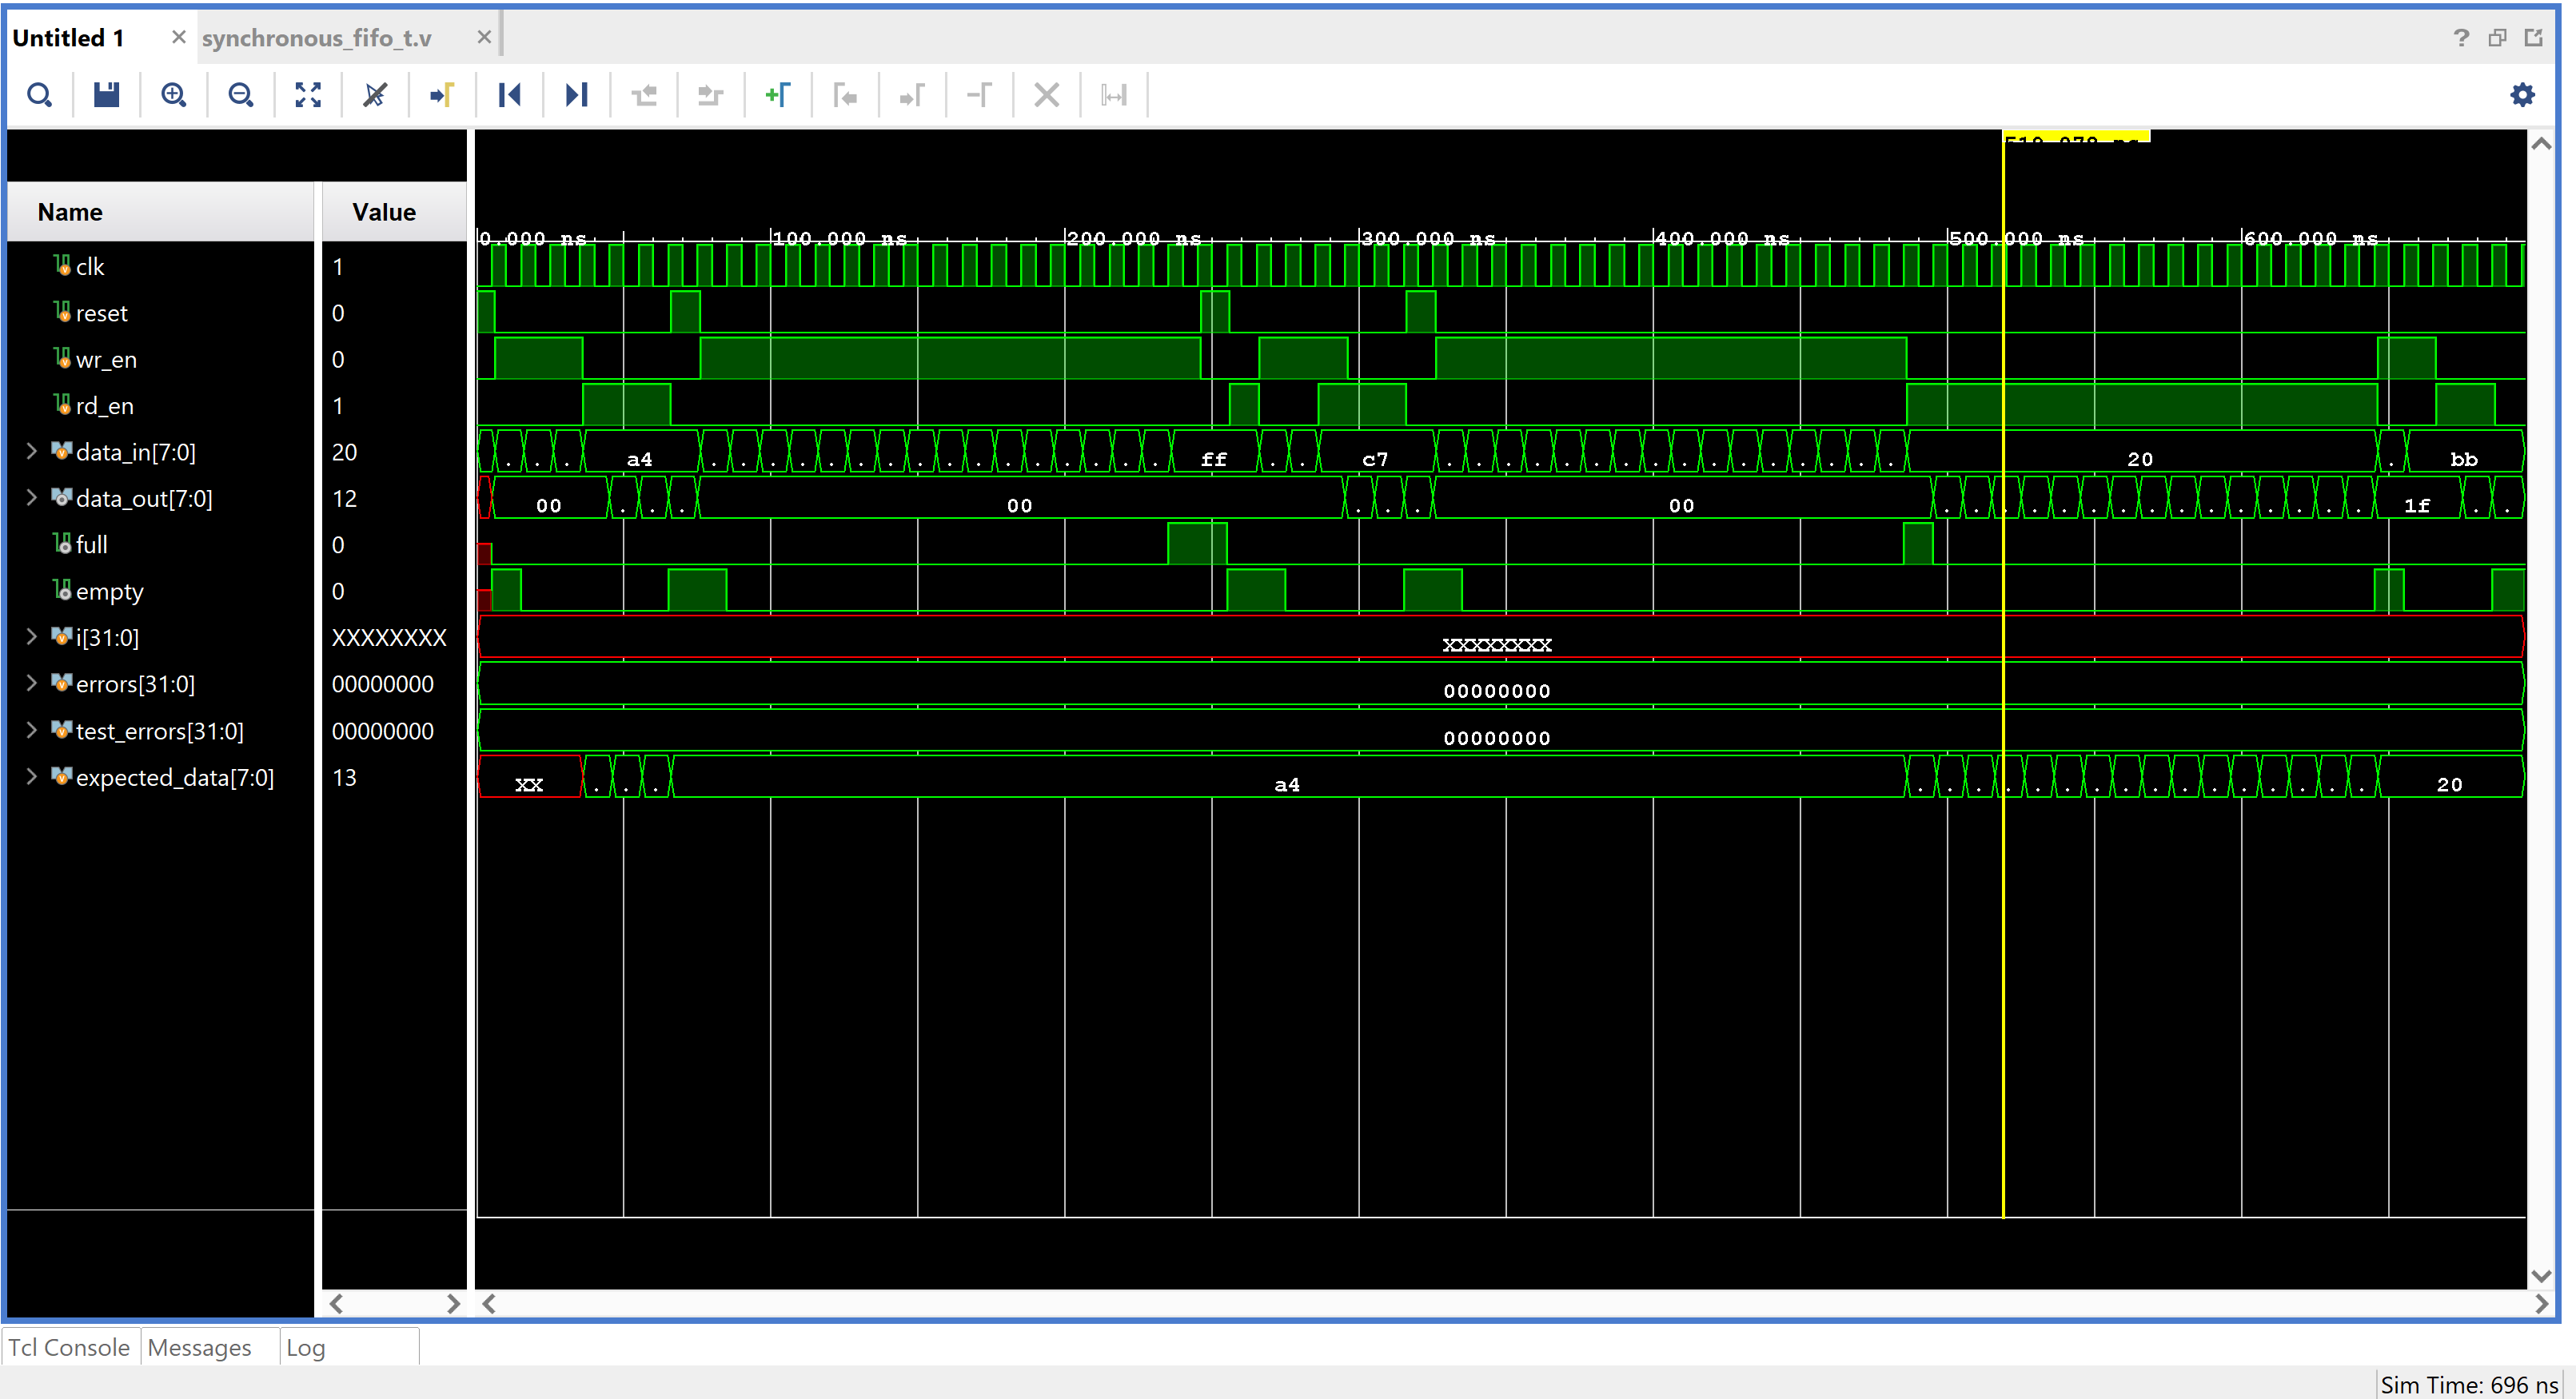 Untitled 1
synchronous_fifo_t.v
Name Value
0.000 ns 100.000 ns 200.000 ns 300.000 ns 400.000 ns 500.000 ns 600.000 ns
clk 1
reset 0
wr_en 0
rd_en 1
data_in[7:0] 20 . . . . a4 . . . . . . . . . . . . . . . . ff . . c7 . . . . . . . . . . . . . . . . 20 . bb
data_out[7:0] 12 00 . . . 00 . . . 00 . . . . . . . . . . . . . . . 1f . .
full 0
empty 0
i[31:0] XXXXXXXX XXXXXXXX
errors[31:0] 00000000 00000000
test_errors[31:0] 00000000 00000000
expected_data[7:0] 13 XX . . . a4 . . . . . . . . . . . . . . . . 20
Tcl Console Messages Log
Sim Time: 696 ns